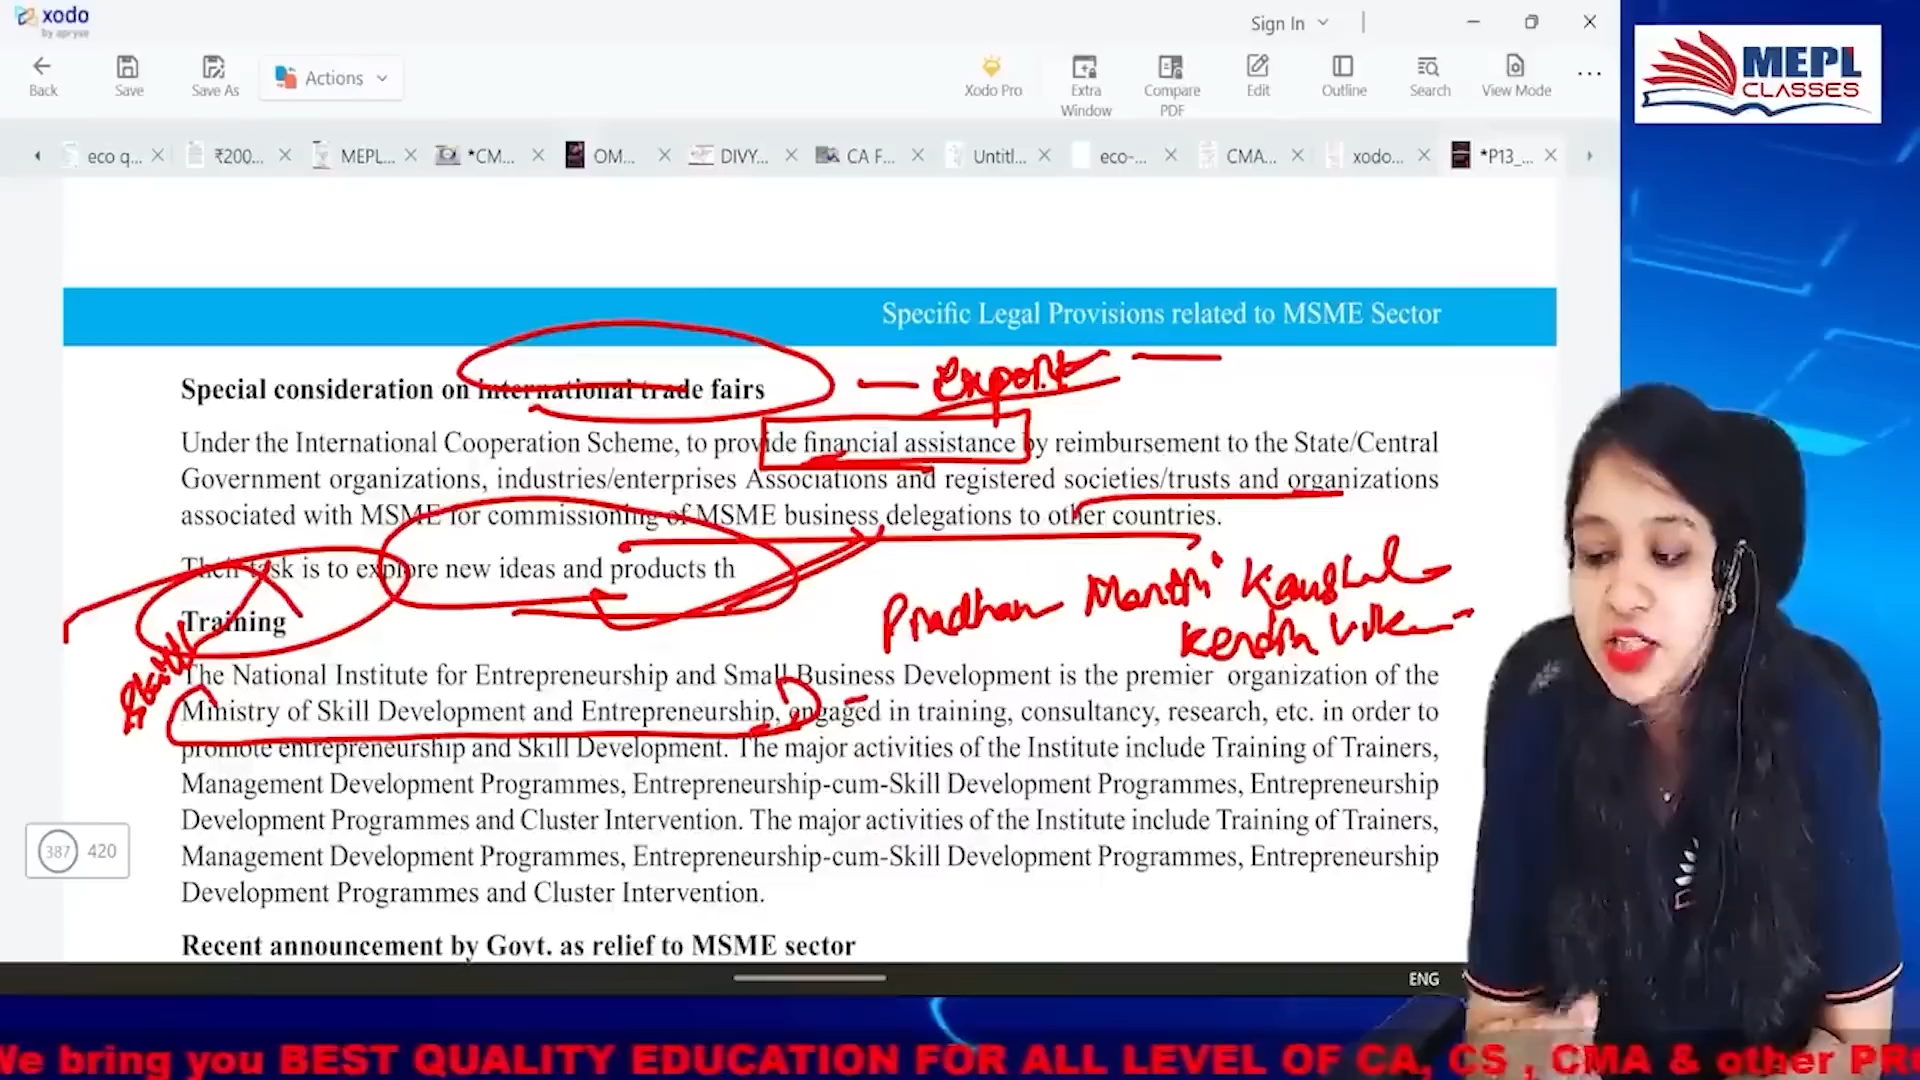 xodo
by apryse
Sign In
Back
Save
Save As
Actions
Xodo Pro
Extra Window
Compare PDF
Edit
Outline
Search
View Mode
MEPL
CLASSES
eco q...
₹200...
MEPL...
*CM...
OM...
DIVY...
CA F...
Untitl...
eco-...
CMA...
xodo...
*P13_...
Specific Legal Provisions related to MSME Sector
Special consideration on international trade fairs
Export
Under the International Cooperation Scheme, to provide financial assistance by reimbursement to the State/Central
Government organizations, industries/enterprises Associations and registered societies/trusts and organizations
associated with MSME for commissioning of MSME business delegations to other countries.
Their task is to explore new ideas and products th
Pradhan Mantri Kaushal
Kendra
Training
The National Institute for Entrepreneurship and Small Business Development is the premier organization of the
Ministry of Skill Development and Entrepreneurship, engaged in training, consultancy, research, etc. in order to
promote entrepreneurship and Skill Development. The major activities of the Institute include Training of Trainers,
Management Development Programmes, Entrepreneurship-cum-Skill Development Programmes, Entrepreneurship
Development Programmes and Cluster Intervention. The major activities of the Institute include Training of Trainers,
Management Development Programmes, Entrepreneurship-cum-Skill Development Programmes, Entrepreneurship
Development Programmes and Cluster Intervention.
387 420
Recent announcement by Govt. as relief to MSME sector
ENG
We bring you BEST QUALITY EDUCATION FOR ALL LEVEL OF CA, CS , CMA & other PR